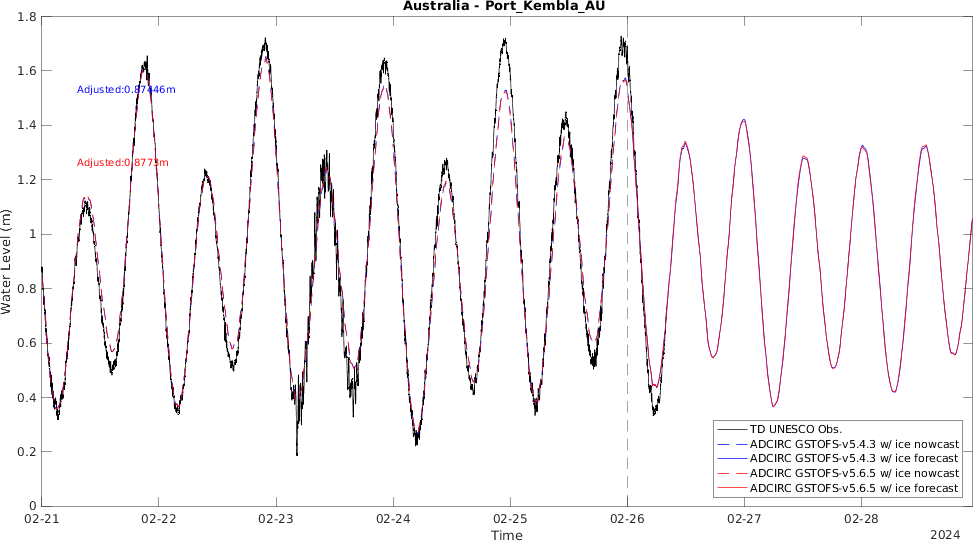 Australia - Port_Kembla_AU
1.8
1.6
1.4
1.2
1
0.8
0.6
0.4
0.2
0
Water Level (m)
Adjusted:0.87446m
Adjusted:0.8773m
TD UNESCO Obs.
ADCIRC GSTOFS-v5.4.3 w/ ice nowcast
ADCIRC GSTOFS-v5.4.3 w/ ice forecast
ADCIRC GSTOFS-v5.6.5 w/ ice nowcast
ADCIRC GSTOFS-v5.6.5 w/ ice forecast
02-21 02-22 02-23 02-24 02-25 02-26 02-27 02-28
Time
2024